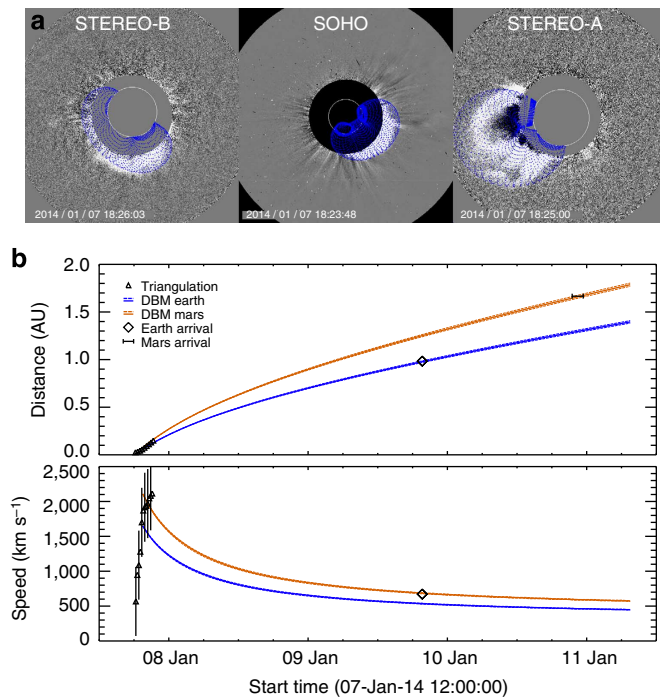 a
STEREO-B
SOHO
STEREO-A
2014 / 01 / 07 18:26:03
2014 / 01 / 07 18:23:48
2014 / 01 / 07 18:25:00
b
2.0
1.5
1.0
0.5
0.0
Distance (AU)
Triangulation
DBM earth
DBM mars
Earth arrival
Mars arrival
2,500
2,000
1,500
1,000
500
0
Speed (km s⁻¹)
08 Jan
09 Jan
10 Jan
11 Jan
Start time (07-Jan-14 12:00:00)